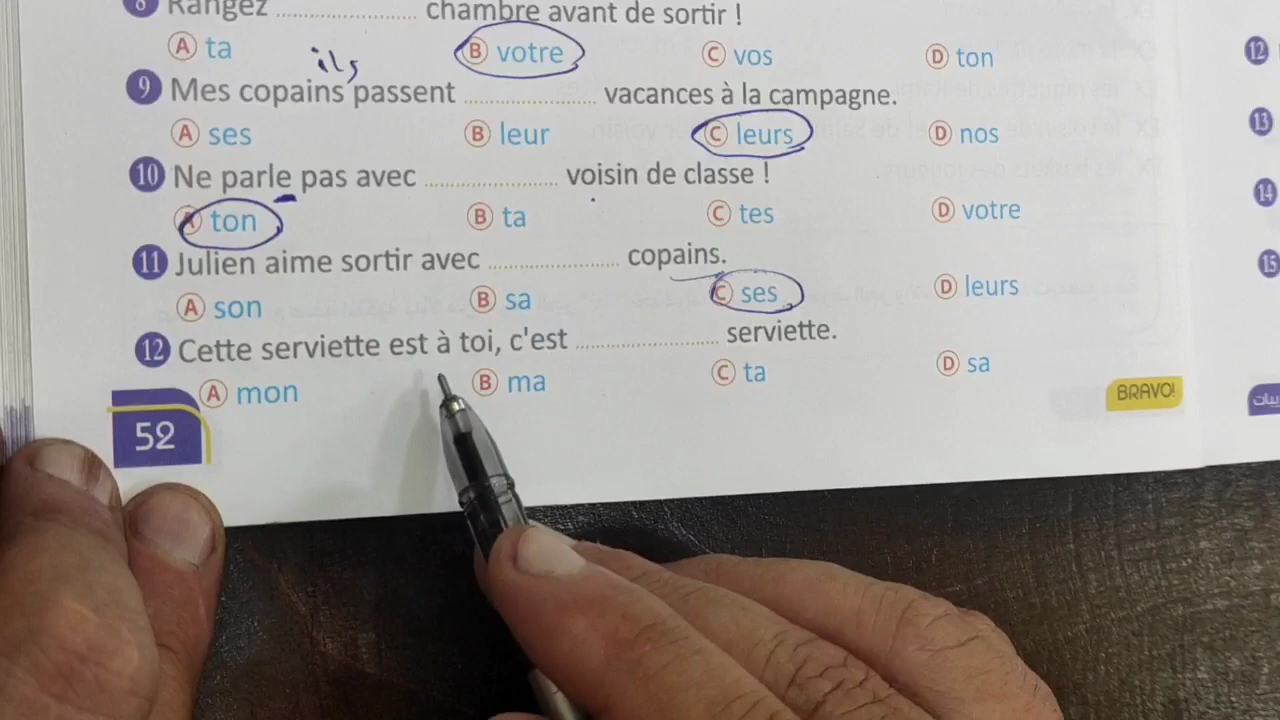 8 Rangez .................... chambre avant de sortir !
A ta B votre C vos D ton
ils
9 Mes copains passent .................... vacances à la campagne.
A ses B leur C leurs D nos
10 Ne parle pas avec .................... voisin de classe !
A ton B ta C tes D votre
11 Julien aime sortir avec .................... copains.
A son B sa C ses D leurs
12 Cette serviette est à toi, c'est .................... serviette.
A mon B ma C ta D sa
52
BRAVO!
12
13
14
15